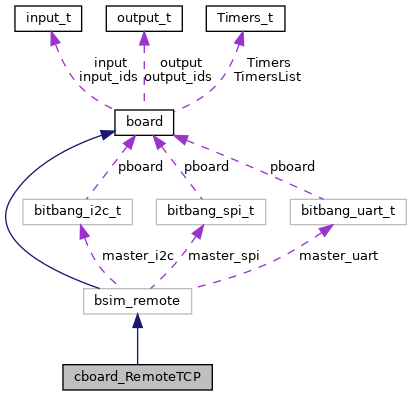 input_t
output_t
Timers_t
input
input_ids
output
output_ids
Timers
TimersList
board
pboard
pboard
pboard
bitbang_i2c_t
bitbang_spi_t
bitbang_uart_t
master_i2c
master_spi
master_uart
bsim_remote
cboard_RemoteTCP